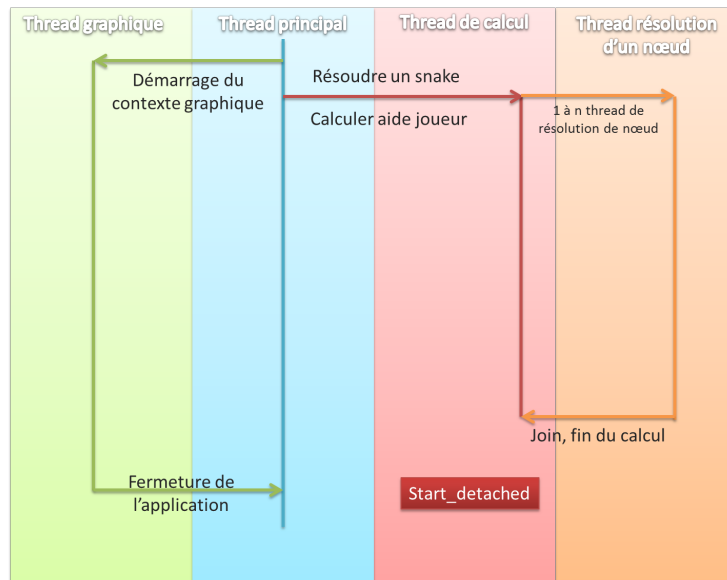 Thread graphique
Thread principal
Thread de calcul
Thread résolution
d'un nœud
Démarrage du
contexte graphique
Résoudre un snake
Calculer aide joueur
1 à n thread de
résolution de nœud
Join, fin du calcul
Fermeture de
l'application
Start_detached